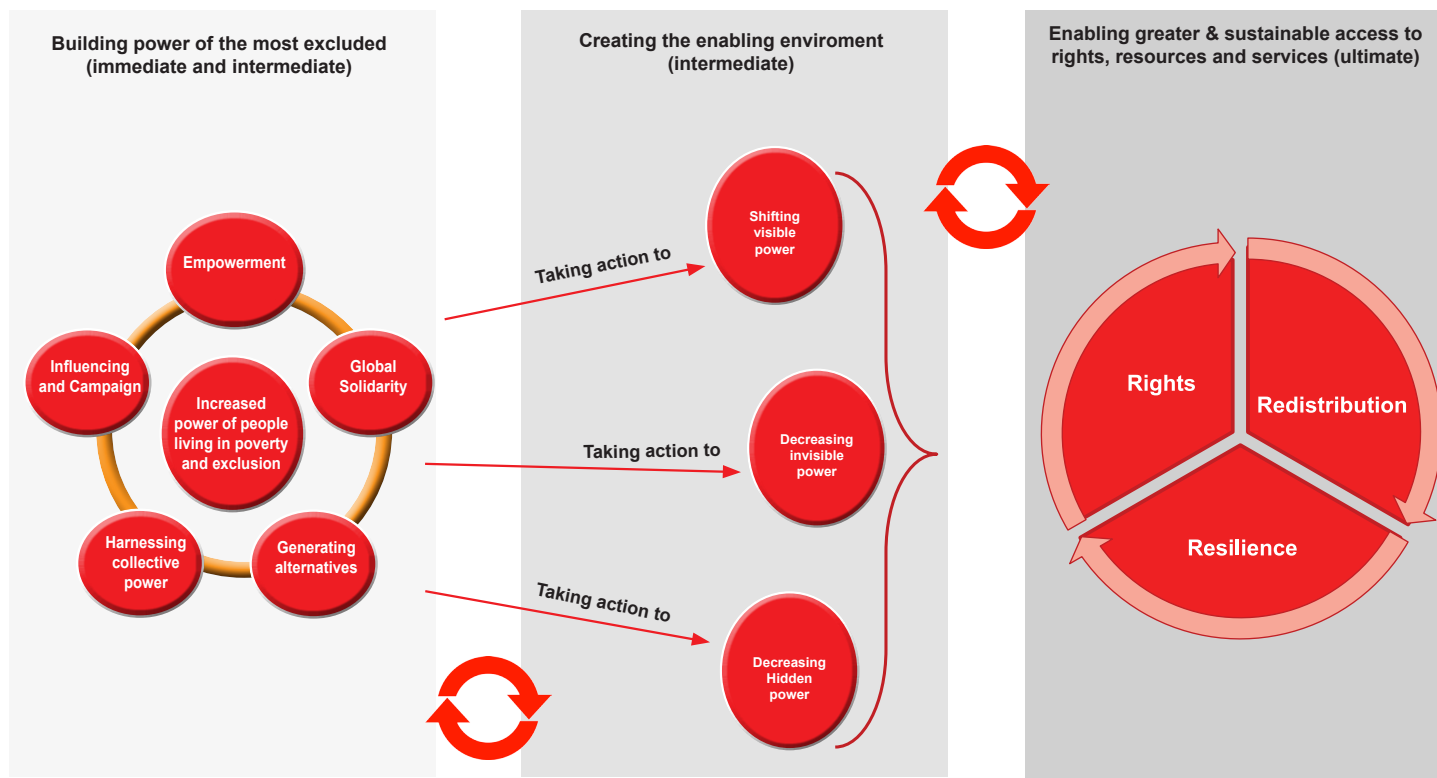 Building power of the most excluded
(immediate and intermediate)
Empowerment
Influencing
and Campaign
Global
Solidarity
Increased
power of people
living in poverty
and exclusion
Harnessing
collective
power
Generating
alternatives
Creating the enabling enviroment
(intermediate)
Taking action to
Shifting
visible
power
Taking action to
Decreasing
invisible
power
Taking action to
Decreasing
Hidden
power
Enabling greater & sustainable access to
rights, resources and services (ultimate)
Rights
Redistribution
Resilience